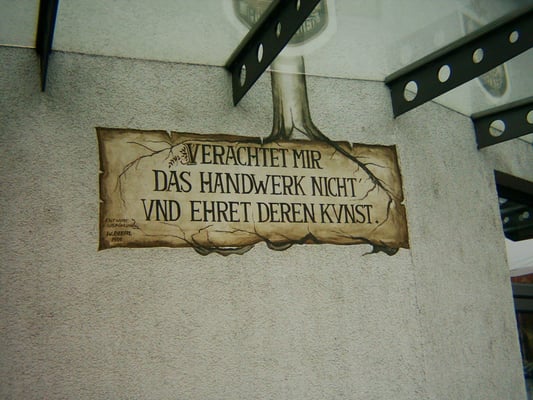 VERACHTET MIR
DAS HANDWERK NICHT
VND EHRET DEREN KVNST.